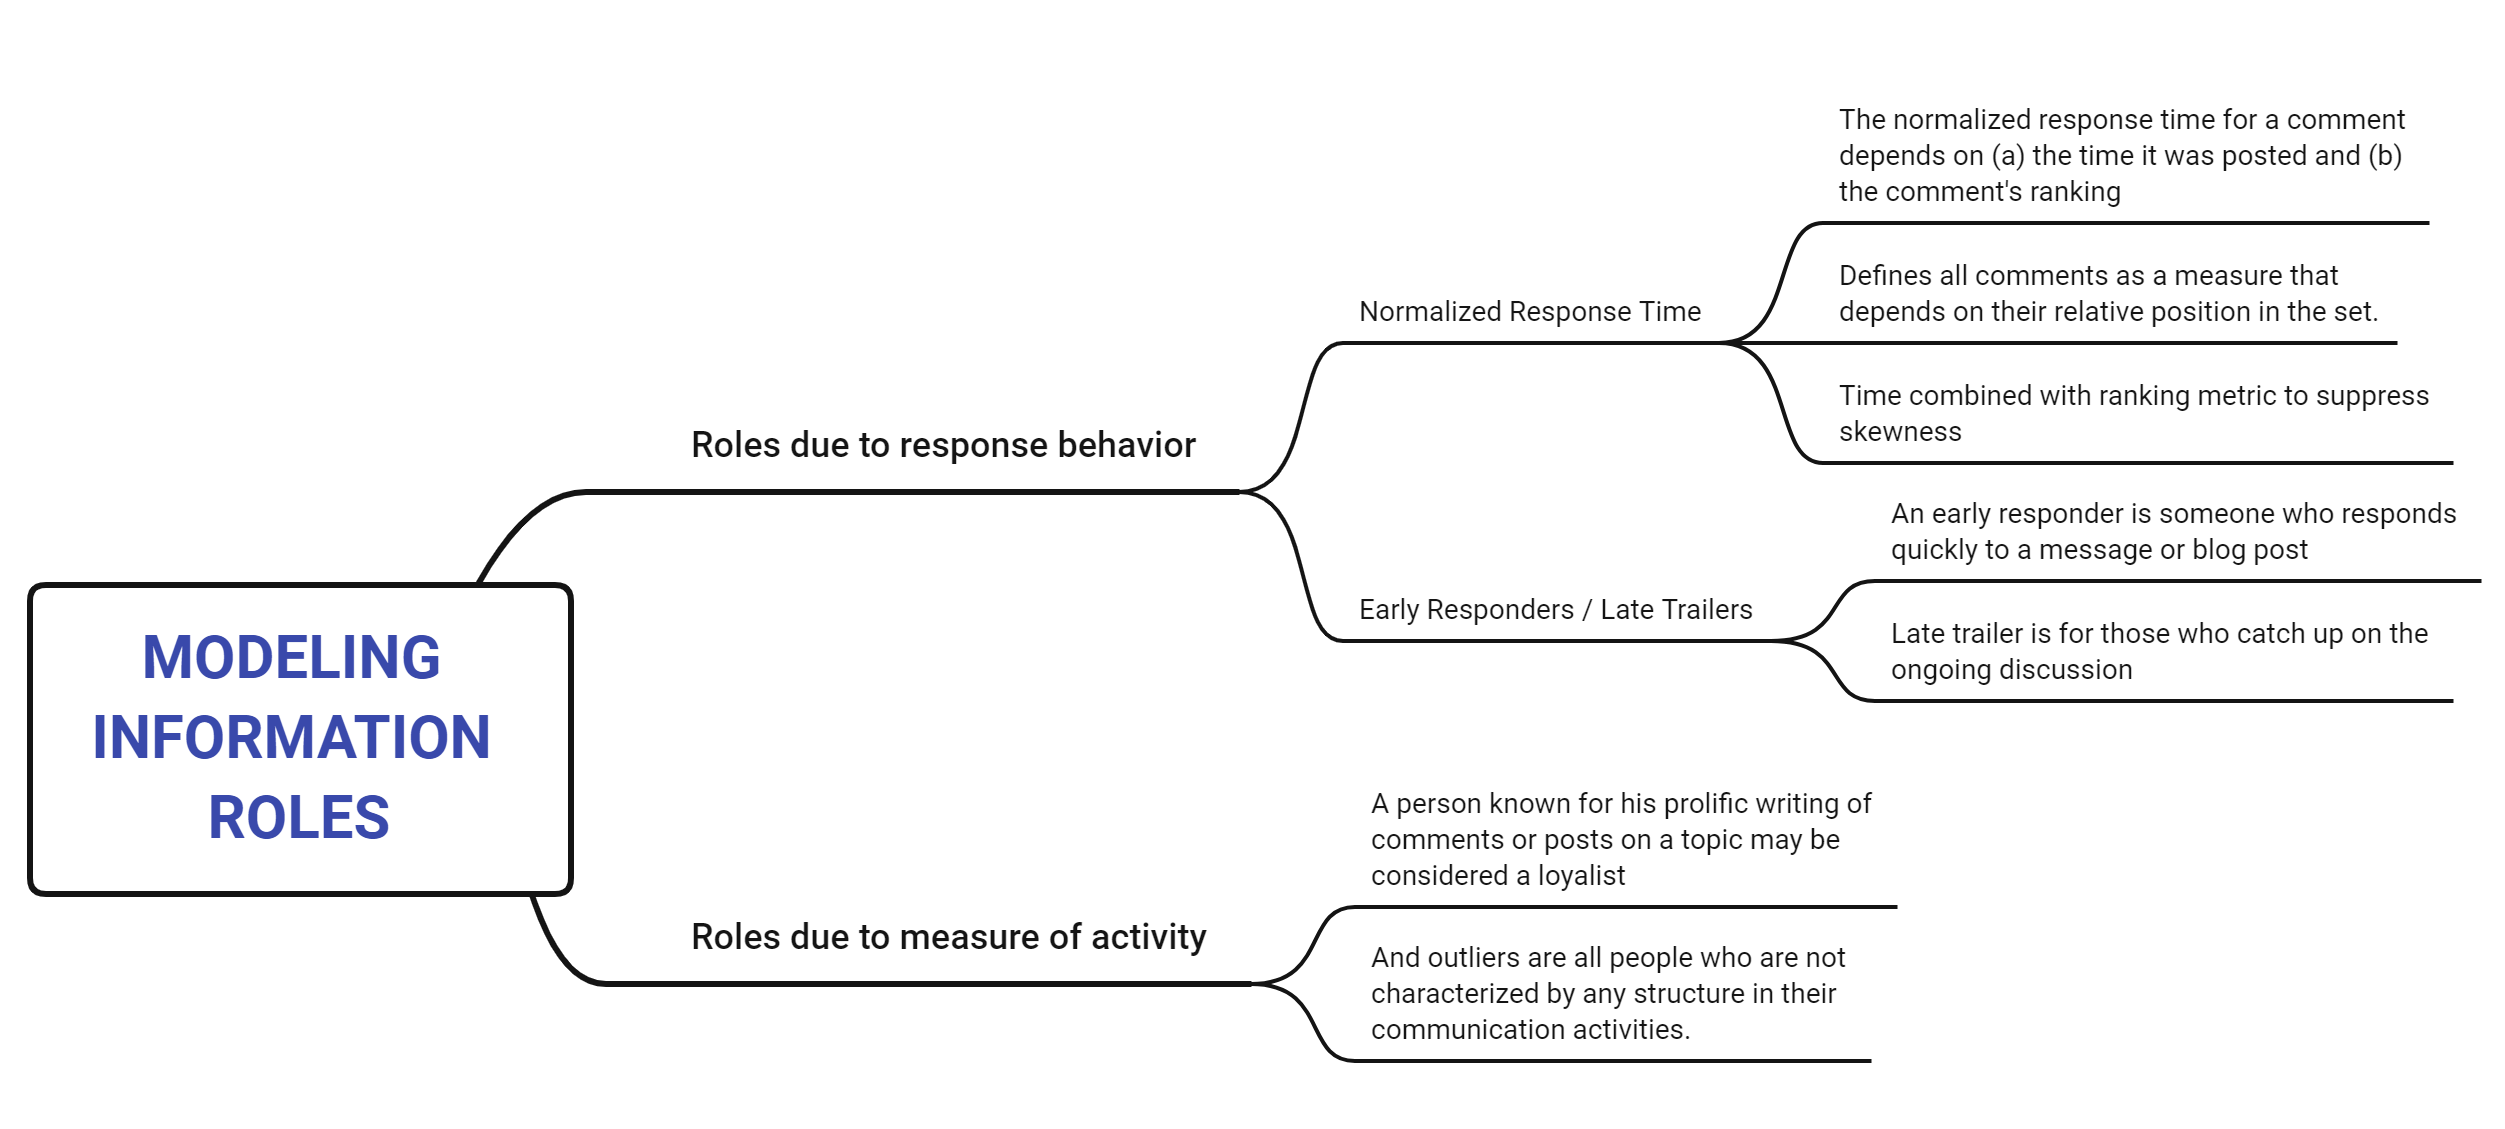 MODELING
INFORMATION
ROLES
Roles due to response behavior
Normalized Response Time
The normalized response time for a comment
depends on (a) the time it was posted and (b)
the comment's ranking
Defines all comments as a measure that
depends on their relative position in the set.
Time combined with ranking metric to suppress
skewness
Early Responders / Late Trailers
An early responder is someone who responds
quickly to a message or blog post
Late trailer is for those who catch up on the
ongoing discussion
Roles due to measure of activity
A person known for his prolific writing of
comments or posts on a topic may be
considered a loyalist
And outliers are all people who are not
characterized by any structure in their
communication activities.